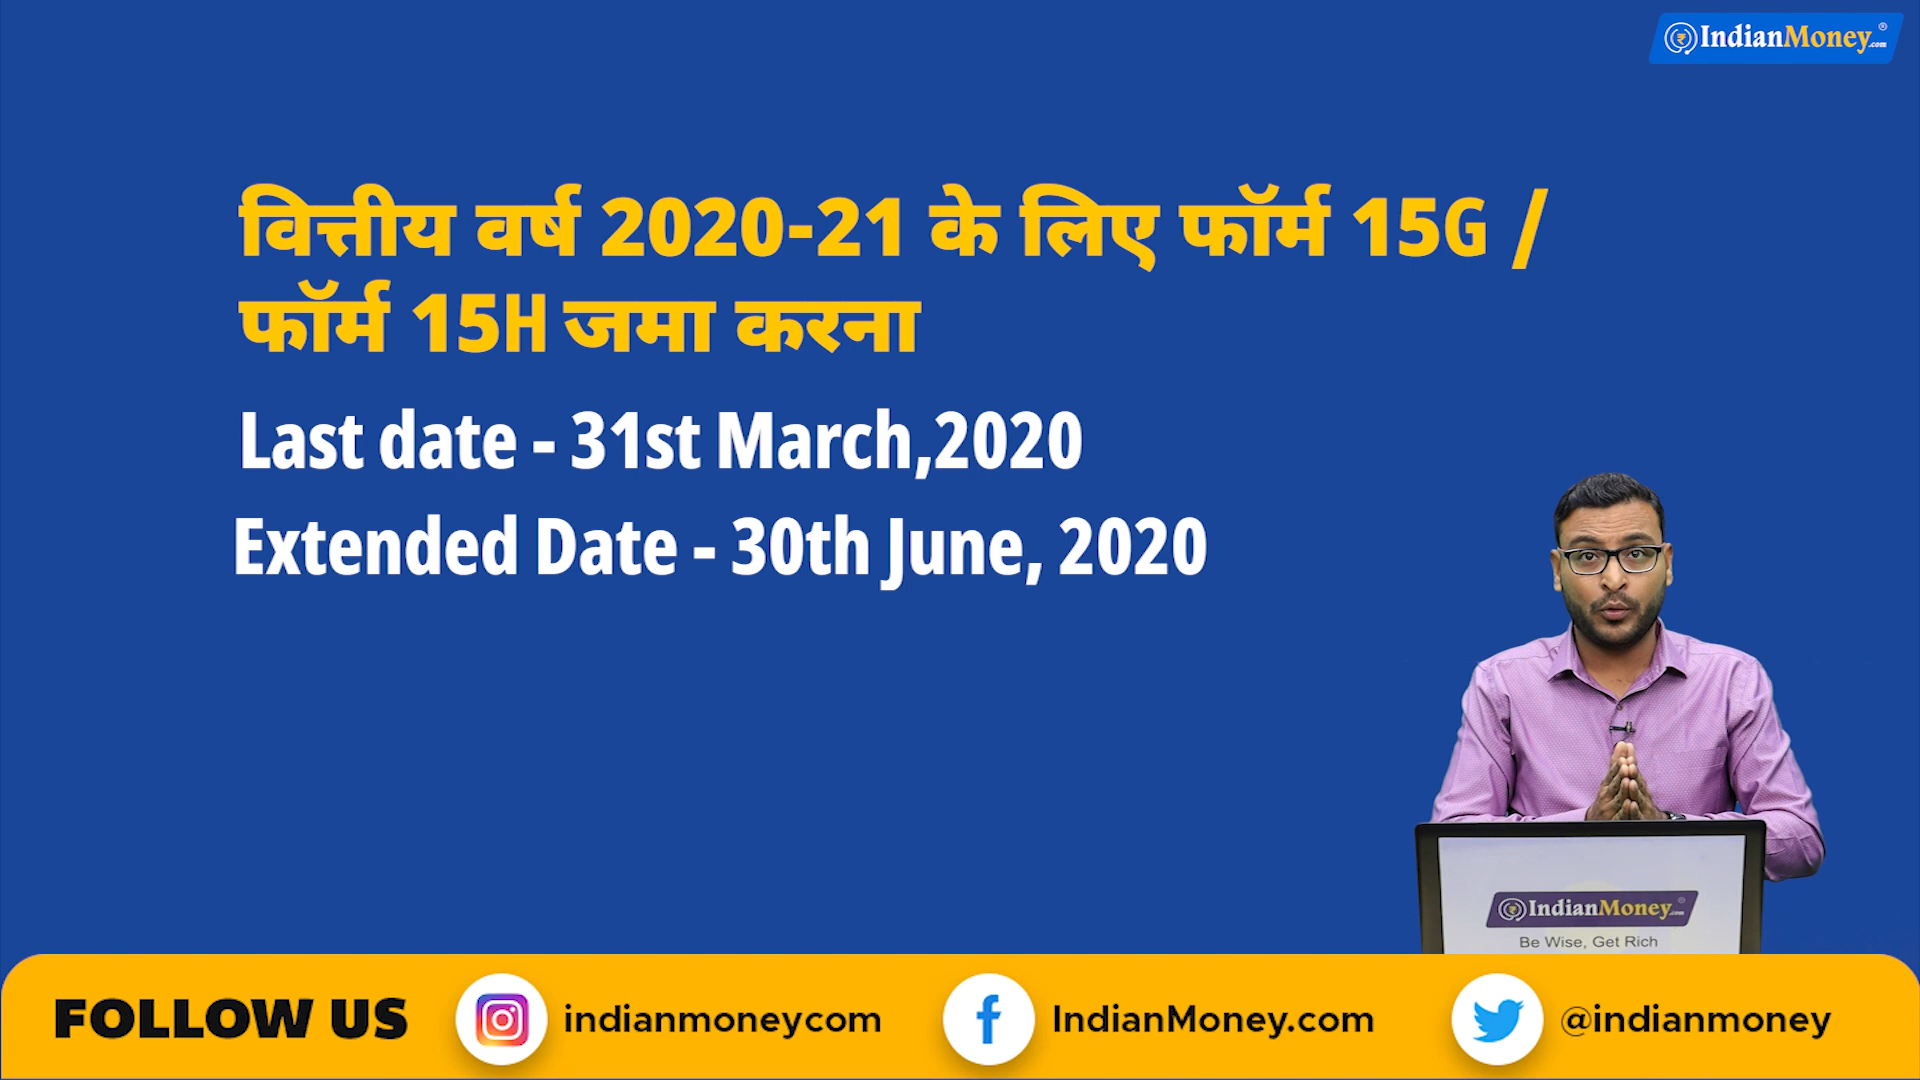 IndianMoney.com
वित्तीय वर्ष 2020-21 के लिए फॉर्म 15G /
फॉर्म 15H जमा करना
Last date - 31st March,2020
Extended Date - 30th June, 2020
IndianMoney.com
Be Wise, Get Rich
FOLLOW US
indianmoneycom
IndianMoney.com
@indianmoney